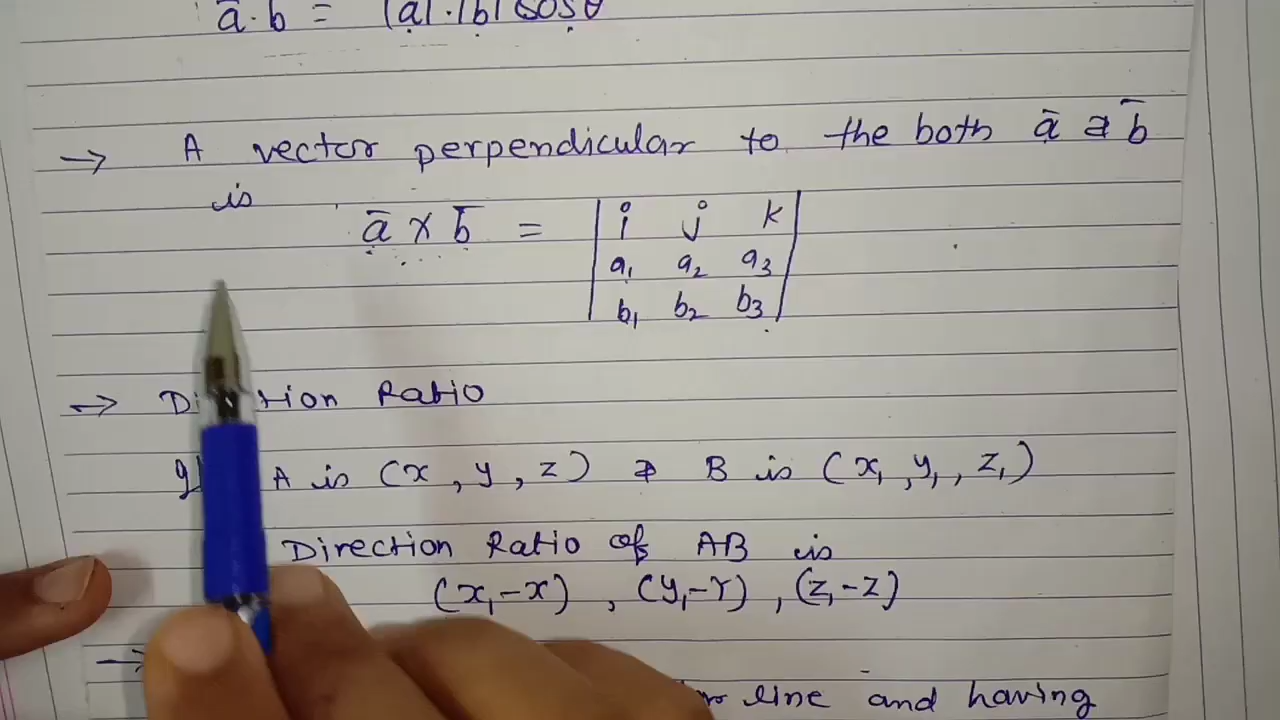 a̅ . b = |a| . |b| cosθ
→ A vector perpendicular to the both a̅ & b̅
is
a̅ × b̅ = | i j k |
| a₁ a₂ a₃ |
| b₁ b₂ b₃ |
→ Ratio
A is (x , y , z) & B is (x₁ , y₁ , z₁)
Direction Ratio of AB is
(x₁ - x) , (y₁ - Y) , (z₁ - z)
→
line and having